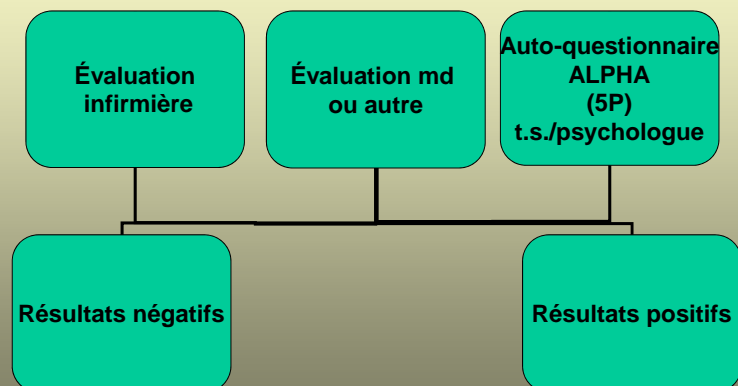 Évaluation
infirmière
Évaluation md
ou autre
Auto-questionnaire
ALPHA
(5P)
t.s./psychologue
Résultats négatifs
Résultats positifs